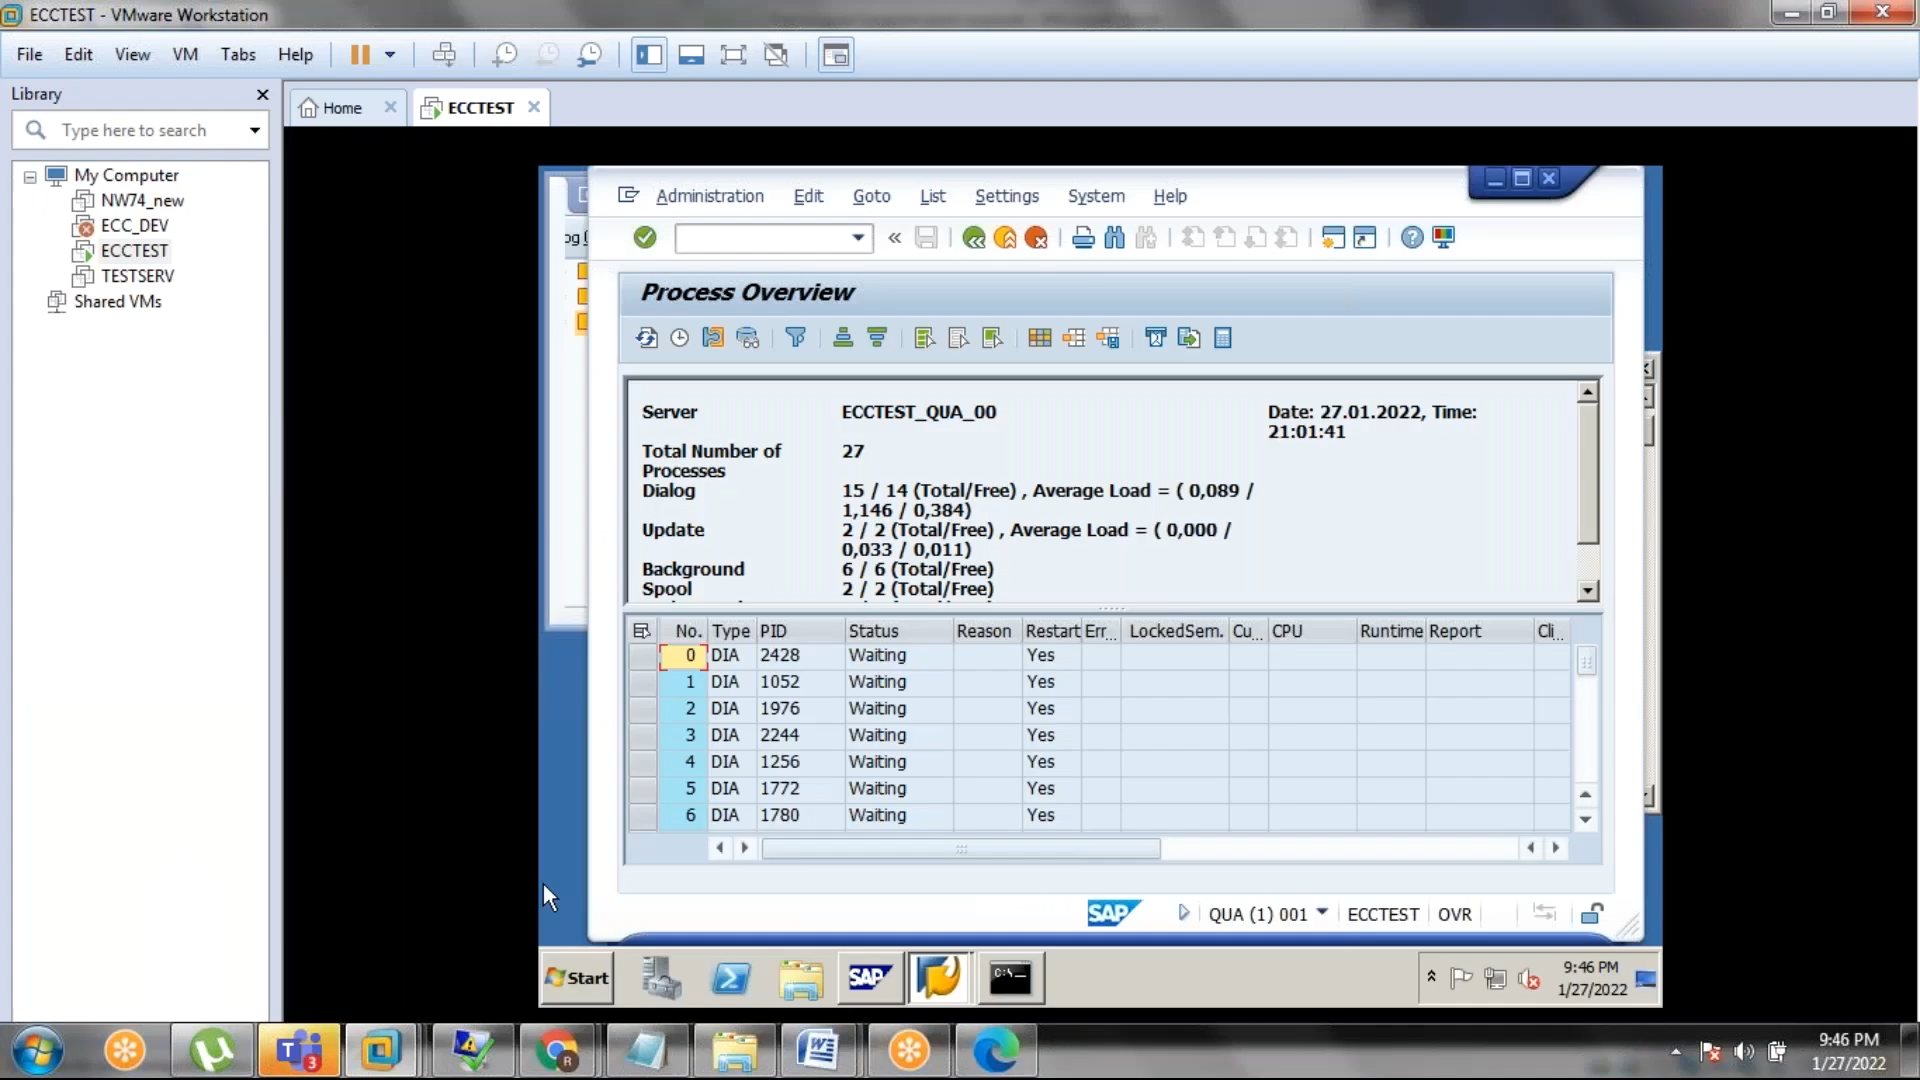 ECCTEST - VMware Workstation
File Edit View VM Tabs Help
Library
Type here to search
Home
ECCTEST
My Computer
NW74_new
ECC_DEV
ECCTEST
TESTSERV
Shared VMs
Administration Edit Goto List Settings System Help
Process Overview
Server ECCTEST_QUA_00 Date: 27.01.2022, Time:
21:01:41
Total Number of 27
Processes
Dialog 15 / 14 (Total/Free) , Average Load = ( 0,089 /
1,146 / 0,384)
Update 2 / 2 (Total/Free) , Average Load = ( 0,000 /
0,033 / 0,011)
Background 6 / 6 (Total/Free)
Spool 2 / 2 (Total/Free)
No. Type PID Status Reason Restart Err... LockedSem. Cu... CPU Runtime Report Cli...
0 DIA 2428 Waiting Yes
1 DIA 1052 Waiting Yes
2 DIA 1976 Waiting Yes
3 DIA 2244 Waiting Yes
4 DIA 1256 Waiting Yes
5 DIA 1772 Waiting Yes
6 DIA 1780 Waiting Yes
SAP QUA (1) 001 ECCTEST OVR
Start SAP C:\ 9:46 PM
1/27/2022
9:46 PM
1/27/2022